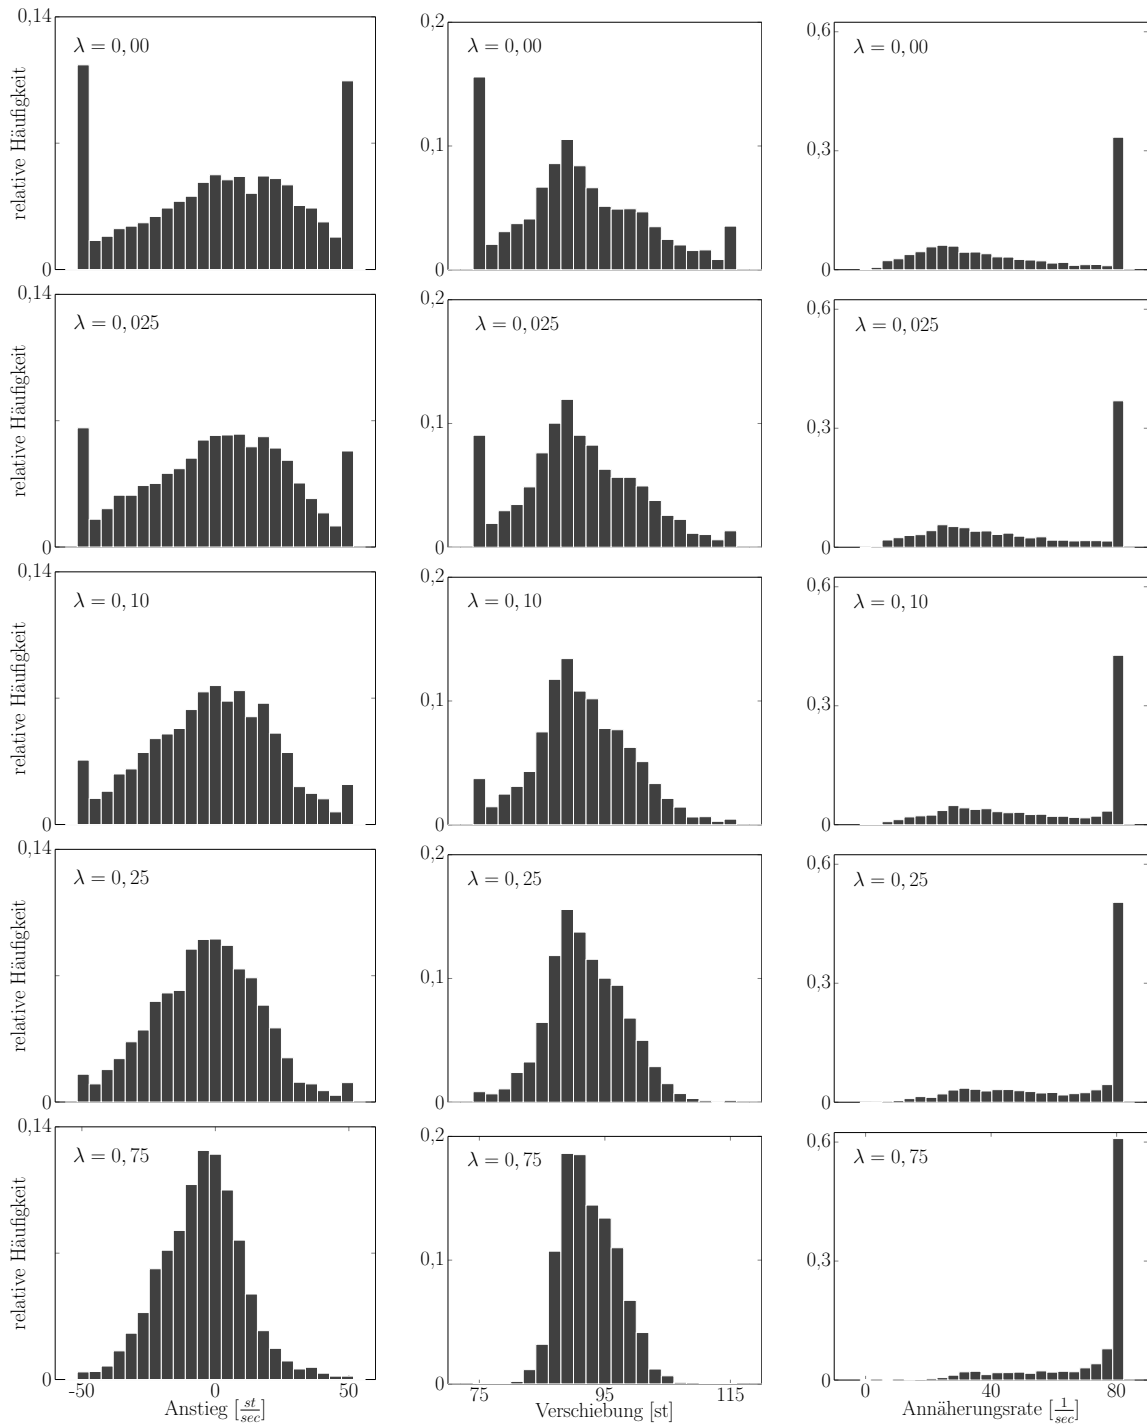 0,14
λ = 0,00
relative Häufigkeit
0
0,2
λ = 0,00
0,1
0
0,6
λ = 0,00
0,3
0
0,14
λ = 0,025
relative Häufigkeit
0
0,2
λ = 0,025
0,1
0
0,6
λ = 0,025
0,3
0
0,14
λ = 0,10
relative Häufigkeit
0
0,2
λ = 0,10
0,1
0
0,6
λ = 0,10
0,3
0
0,14
λ = 0,25
relative Häufigkeit
0
0,2
λ = 0,25
0,1
0
0,6
λ = 0,25
0,3
0
0,14
λ = 0,75
relative Häufigkeit
0
-50 0 50
Anstieg [st/sec]
0,2
λ = 0,75
0,1
0
75 95 115
Verschiebung [st]
0,6
λ = 0,75
0,3
0
0 40 80
Annäherungsrate [1/sec]